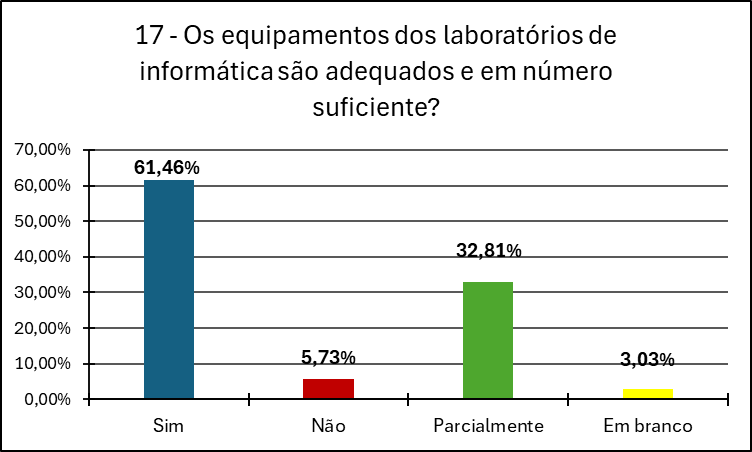 17 - Os equipamentos dos laboratórios de
informática são adequados e em número
suficiente?
70,00%
60,00%
50,00%
40,00%
30,00%
20,00%
10,00%
0,00%
61,46%
5,73%
32,81%
3,03%
Sim
Não
Parcialmente
Em branco